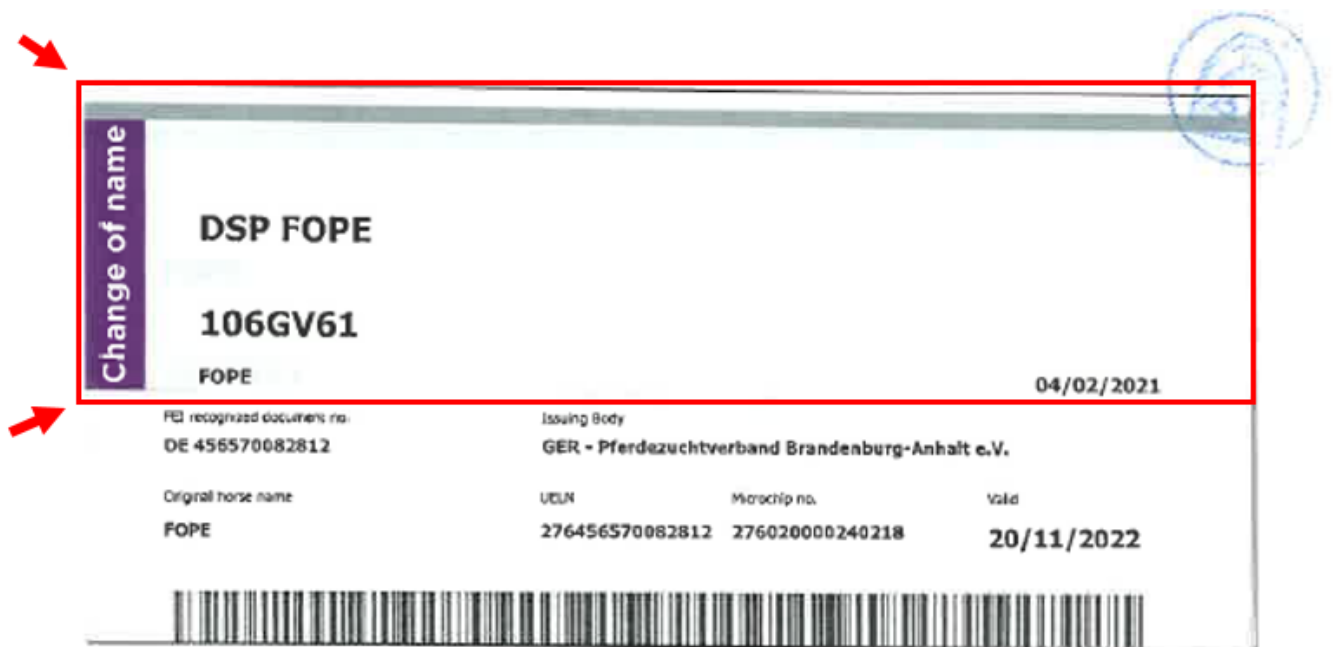 Change of name
DSP FOPE
106GV61
FOPE
04/02/2021
FEI recognized document no.
Issuing Body
DE 456570082812
GER - Pferdezuchtverband Brandenburg-Anhalt e.V.
Original horse name
UELN
Microchip no.
Valid
FOPE
276456570082812
276020000240218
20/11/2022